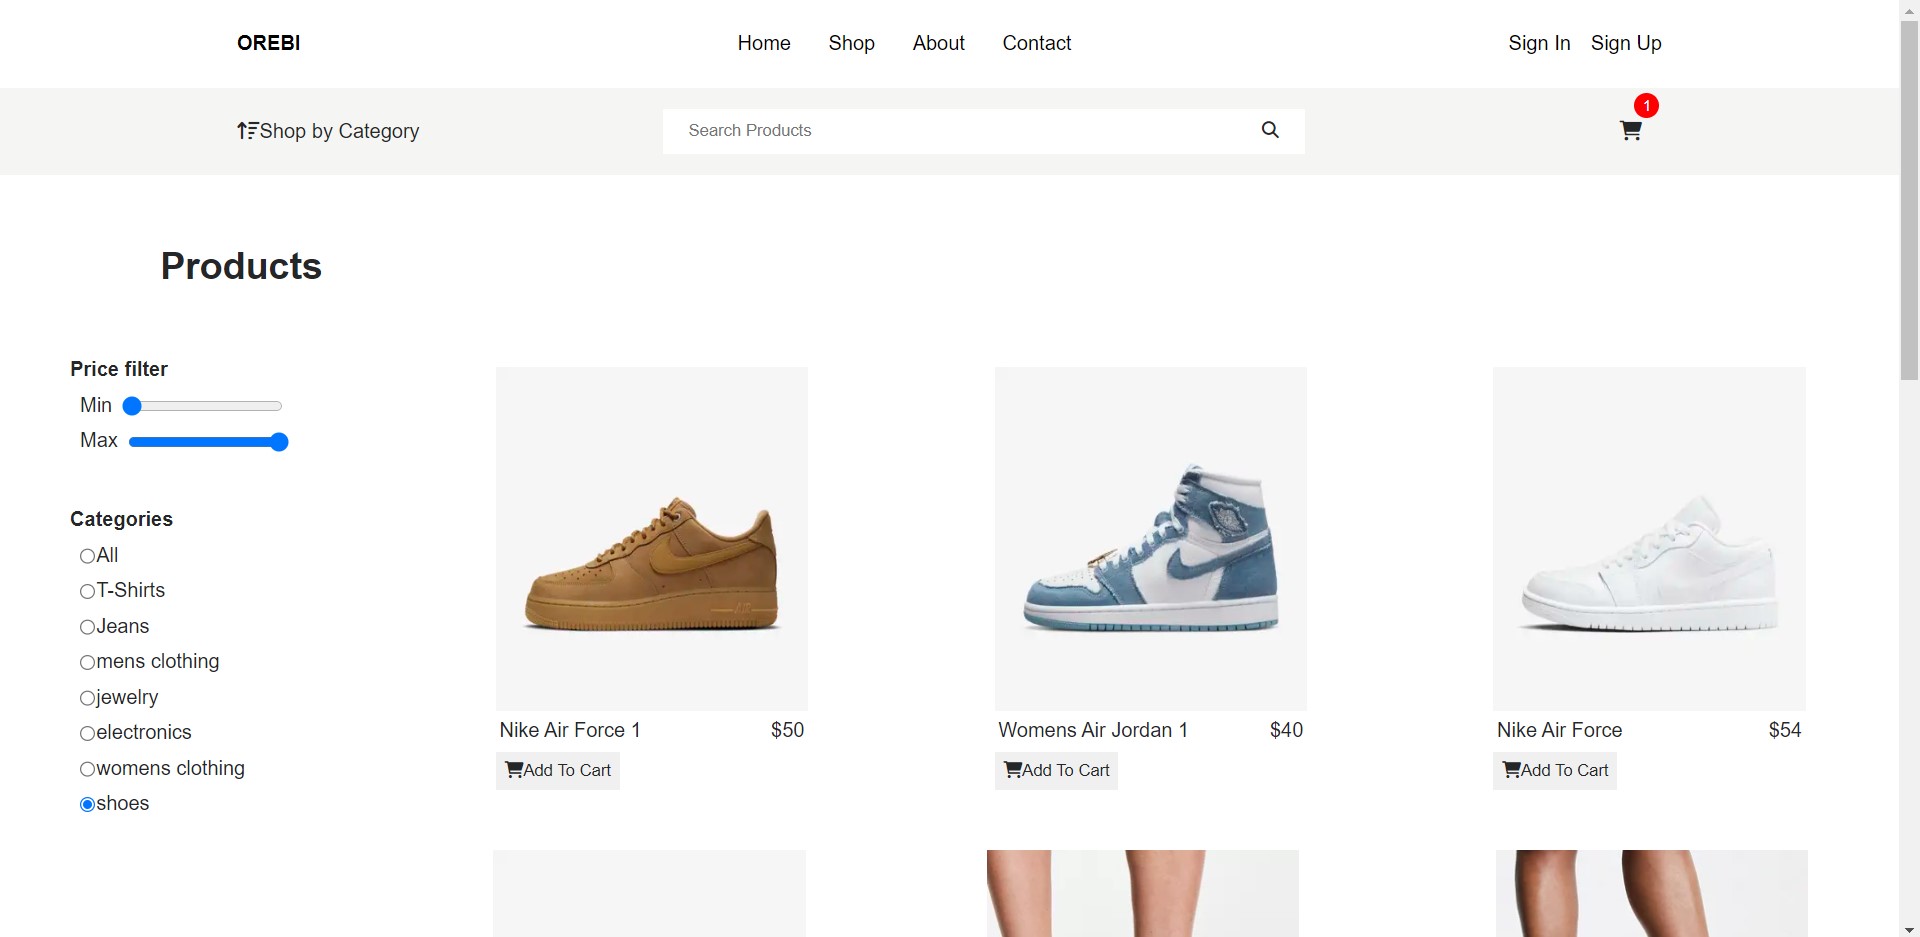 OREBI
Home Shop About Contact
Sign In Sign Up
Shop by Category
Search Products
1
Products
Price filter
Min
Max
Categories
All
T-Shirts
Jeans
mens clothing
jewelry
electronics
womens clothing
shoes
Nike Air Force 1 $50
Add To Cart
Womens Air Jordan 1 $40
Add To Cart
Nike Air Force $54
Add To Cart